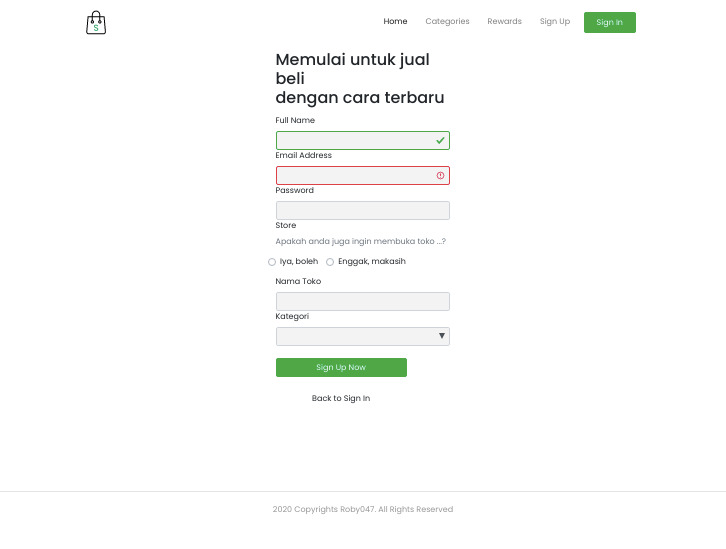 S
Home Categories Rewards Sign Up Sign In
Memulai untuk jual
beli
dengan cara terbaru
Full Name
Email Address
Password
Store
Apakah anda juga ingin membuka toko ...?
Iya, boleh Enggak, makasih
Nama Toko
Kategori
Sign Up Now
Back to Sign In
2020 Copyrights Roby047. All Rights Reserved